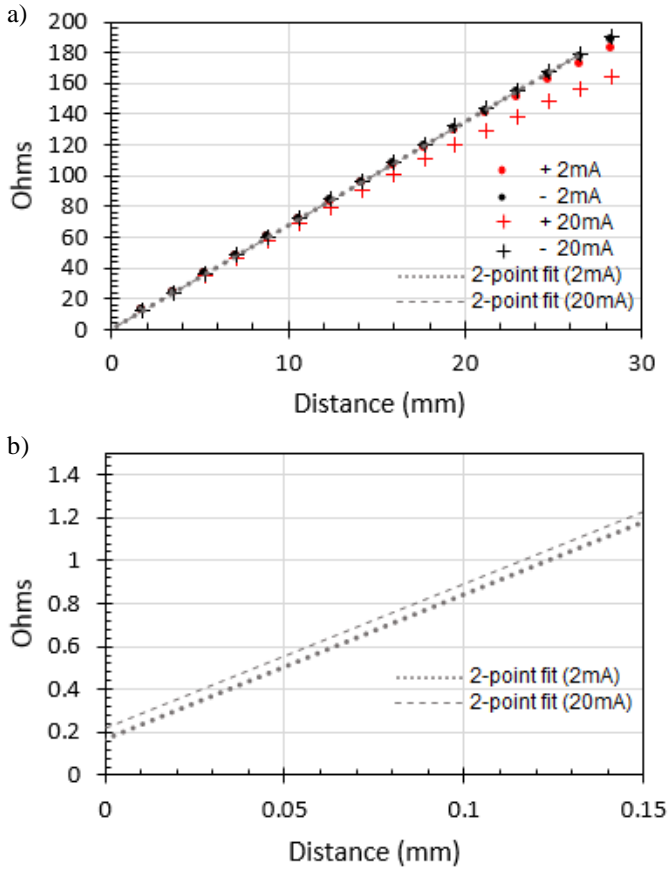 a)
200
180
160
140
120
100
80
60
40
20
0
Ohms
+ 2mA
- 2mA
+ 20mA
- 20mA
2-point fit (2mA)
2-point fit (20mA)
0 10 20 30
Distance (mm)
b)
1.4
1.2
1
0.8
0.6
0.4
0.2
0
Ohms
2-point fit (2mA)
2-point fit (20mA)
0 0.05 0.1 0.15
Distance (mm)